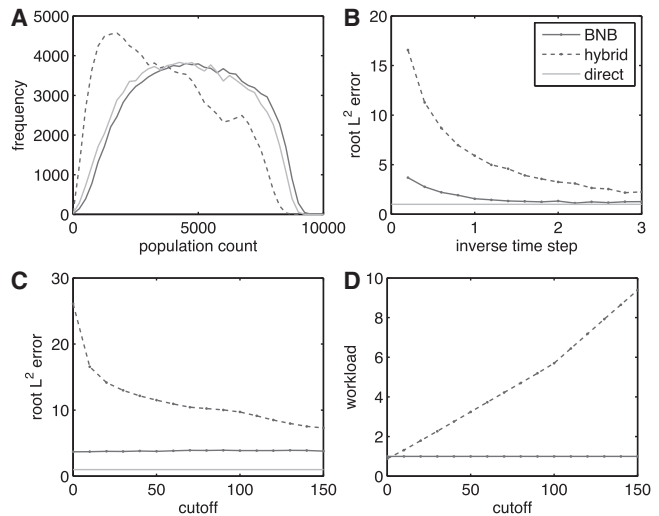 A
5000
4000
3000
2000
1000
0
frequency
0
5000
10000
population count
B
20
15
10
5
0
root L² error
BNB
hybrid
direct
0
1
2
3
inverse time step
C
30
20
10
0
root L² error
0
50
100
150
cutoff
D
10
8
6
4
2
0
workload
0
50
100
150
cutoff